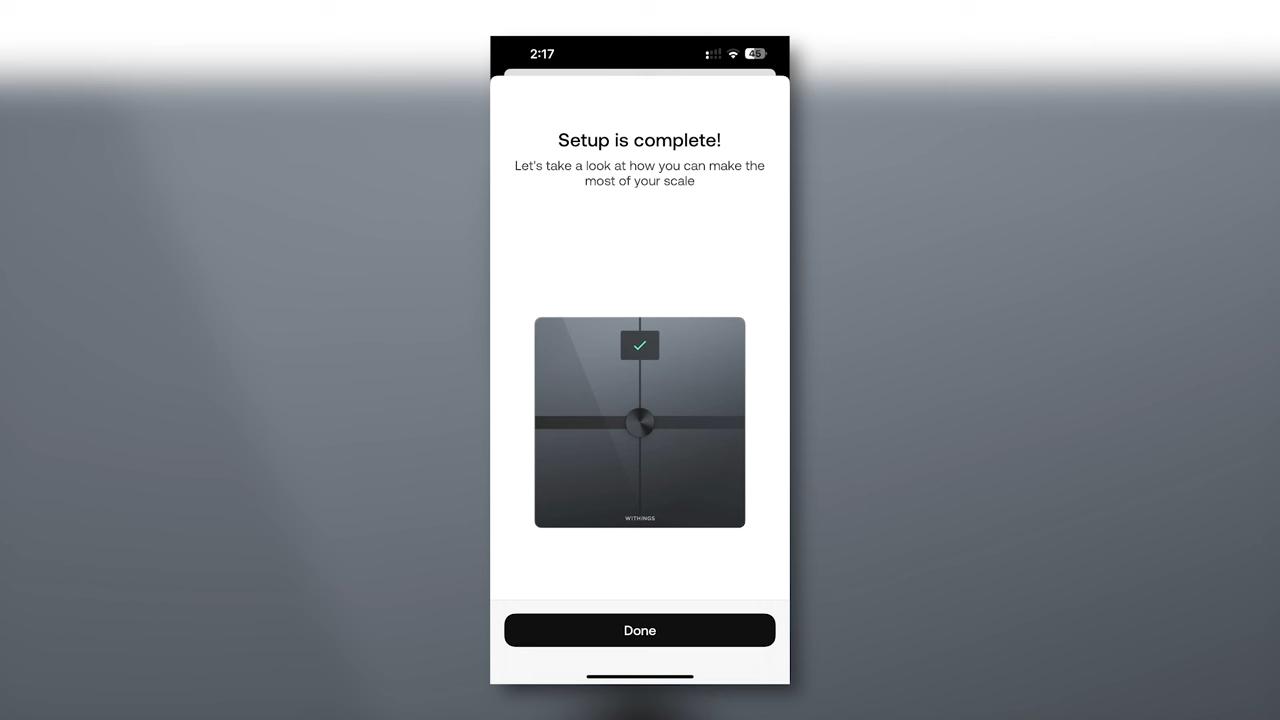 2:17
45
Setup is complete!
Let's take a look at how you can make the
most of your scale
WITHINGS
Done